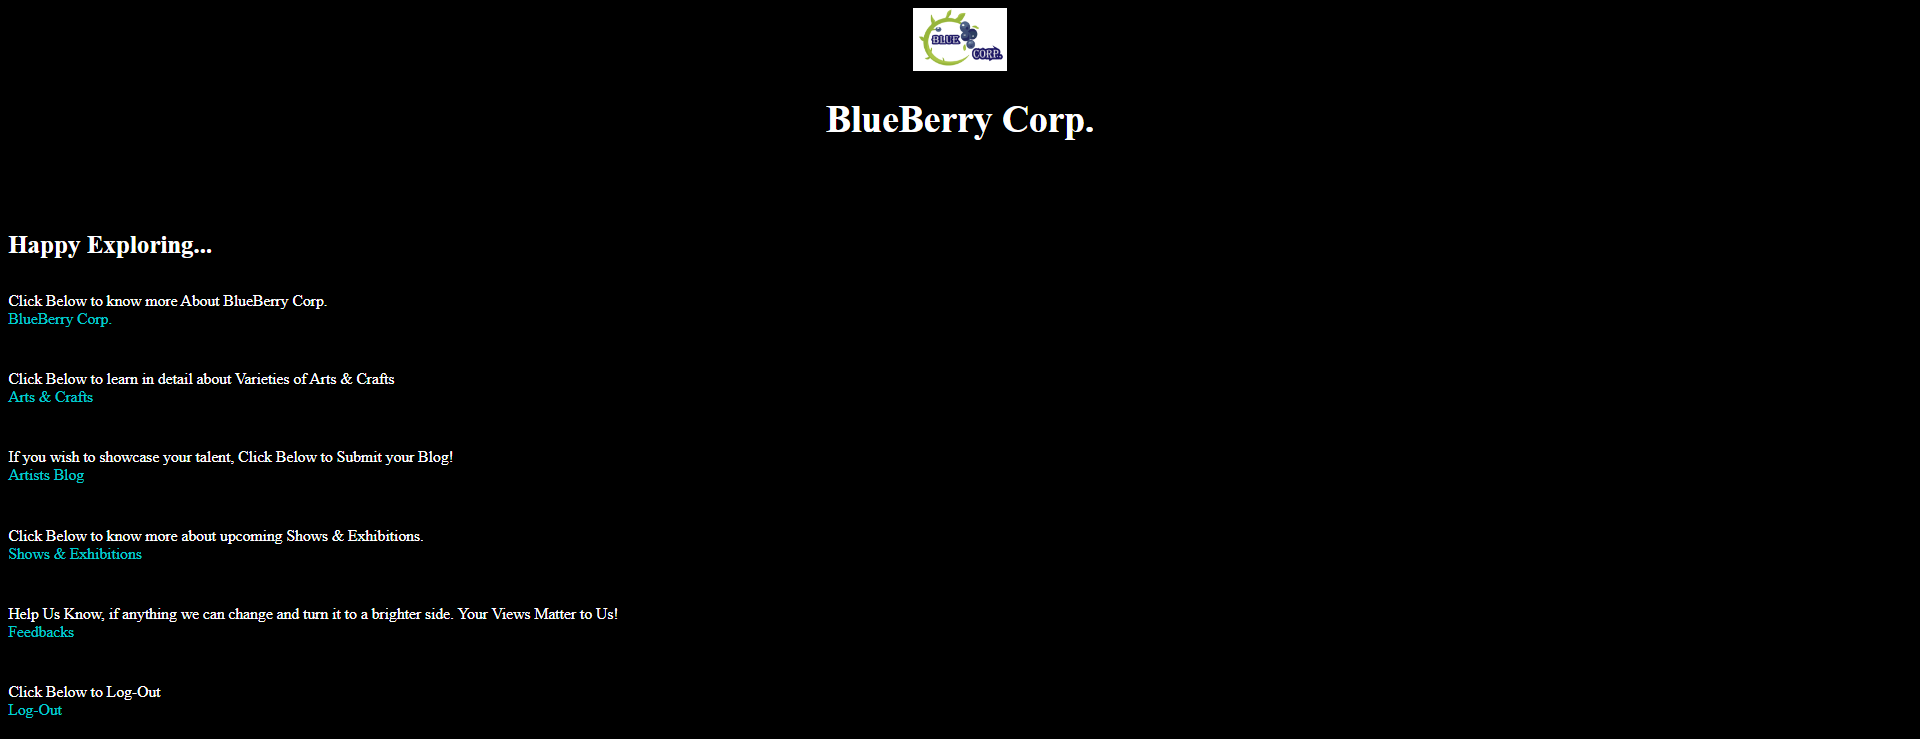 BLUE
CORP.
BlueBerry Corp.
Happy Exploring...
Click Below to know more About BlueBerry Corp.
BlueBerry Corp.
Click Below to learn in detail about Varieties of Arts & Crafts
Arts & Crafts
If you wish to showcase your talent, Click Below to Submit your Blog!
Artists Blog
Click Below to know more about upcoming Shows & Exhibitions.
Shows & Exhibitions
Help Us Know, if anything we can change and turn it to a brighter side. Your Views Matter to Us!
Feedbacks
Click Below to Log-Out
Log-Out